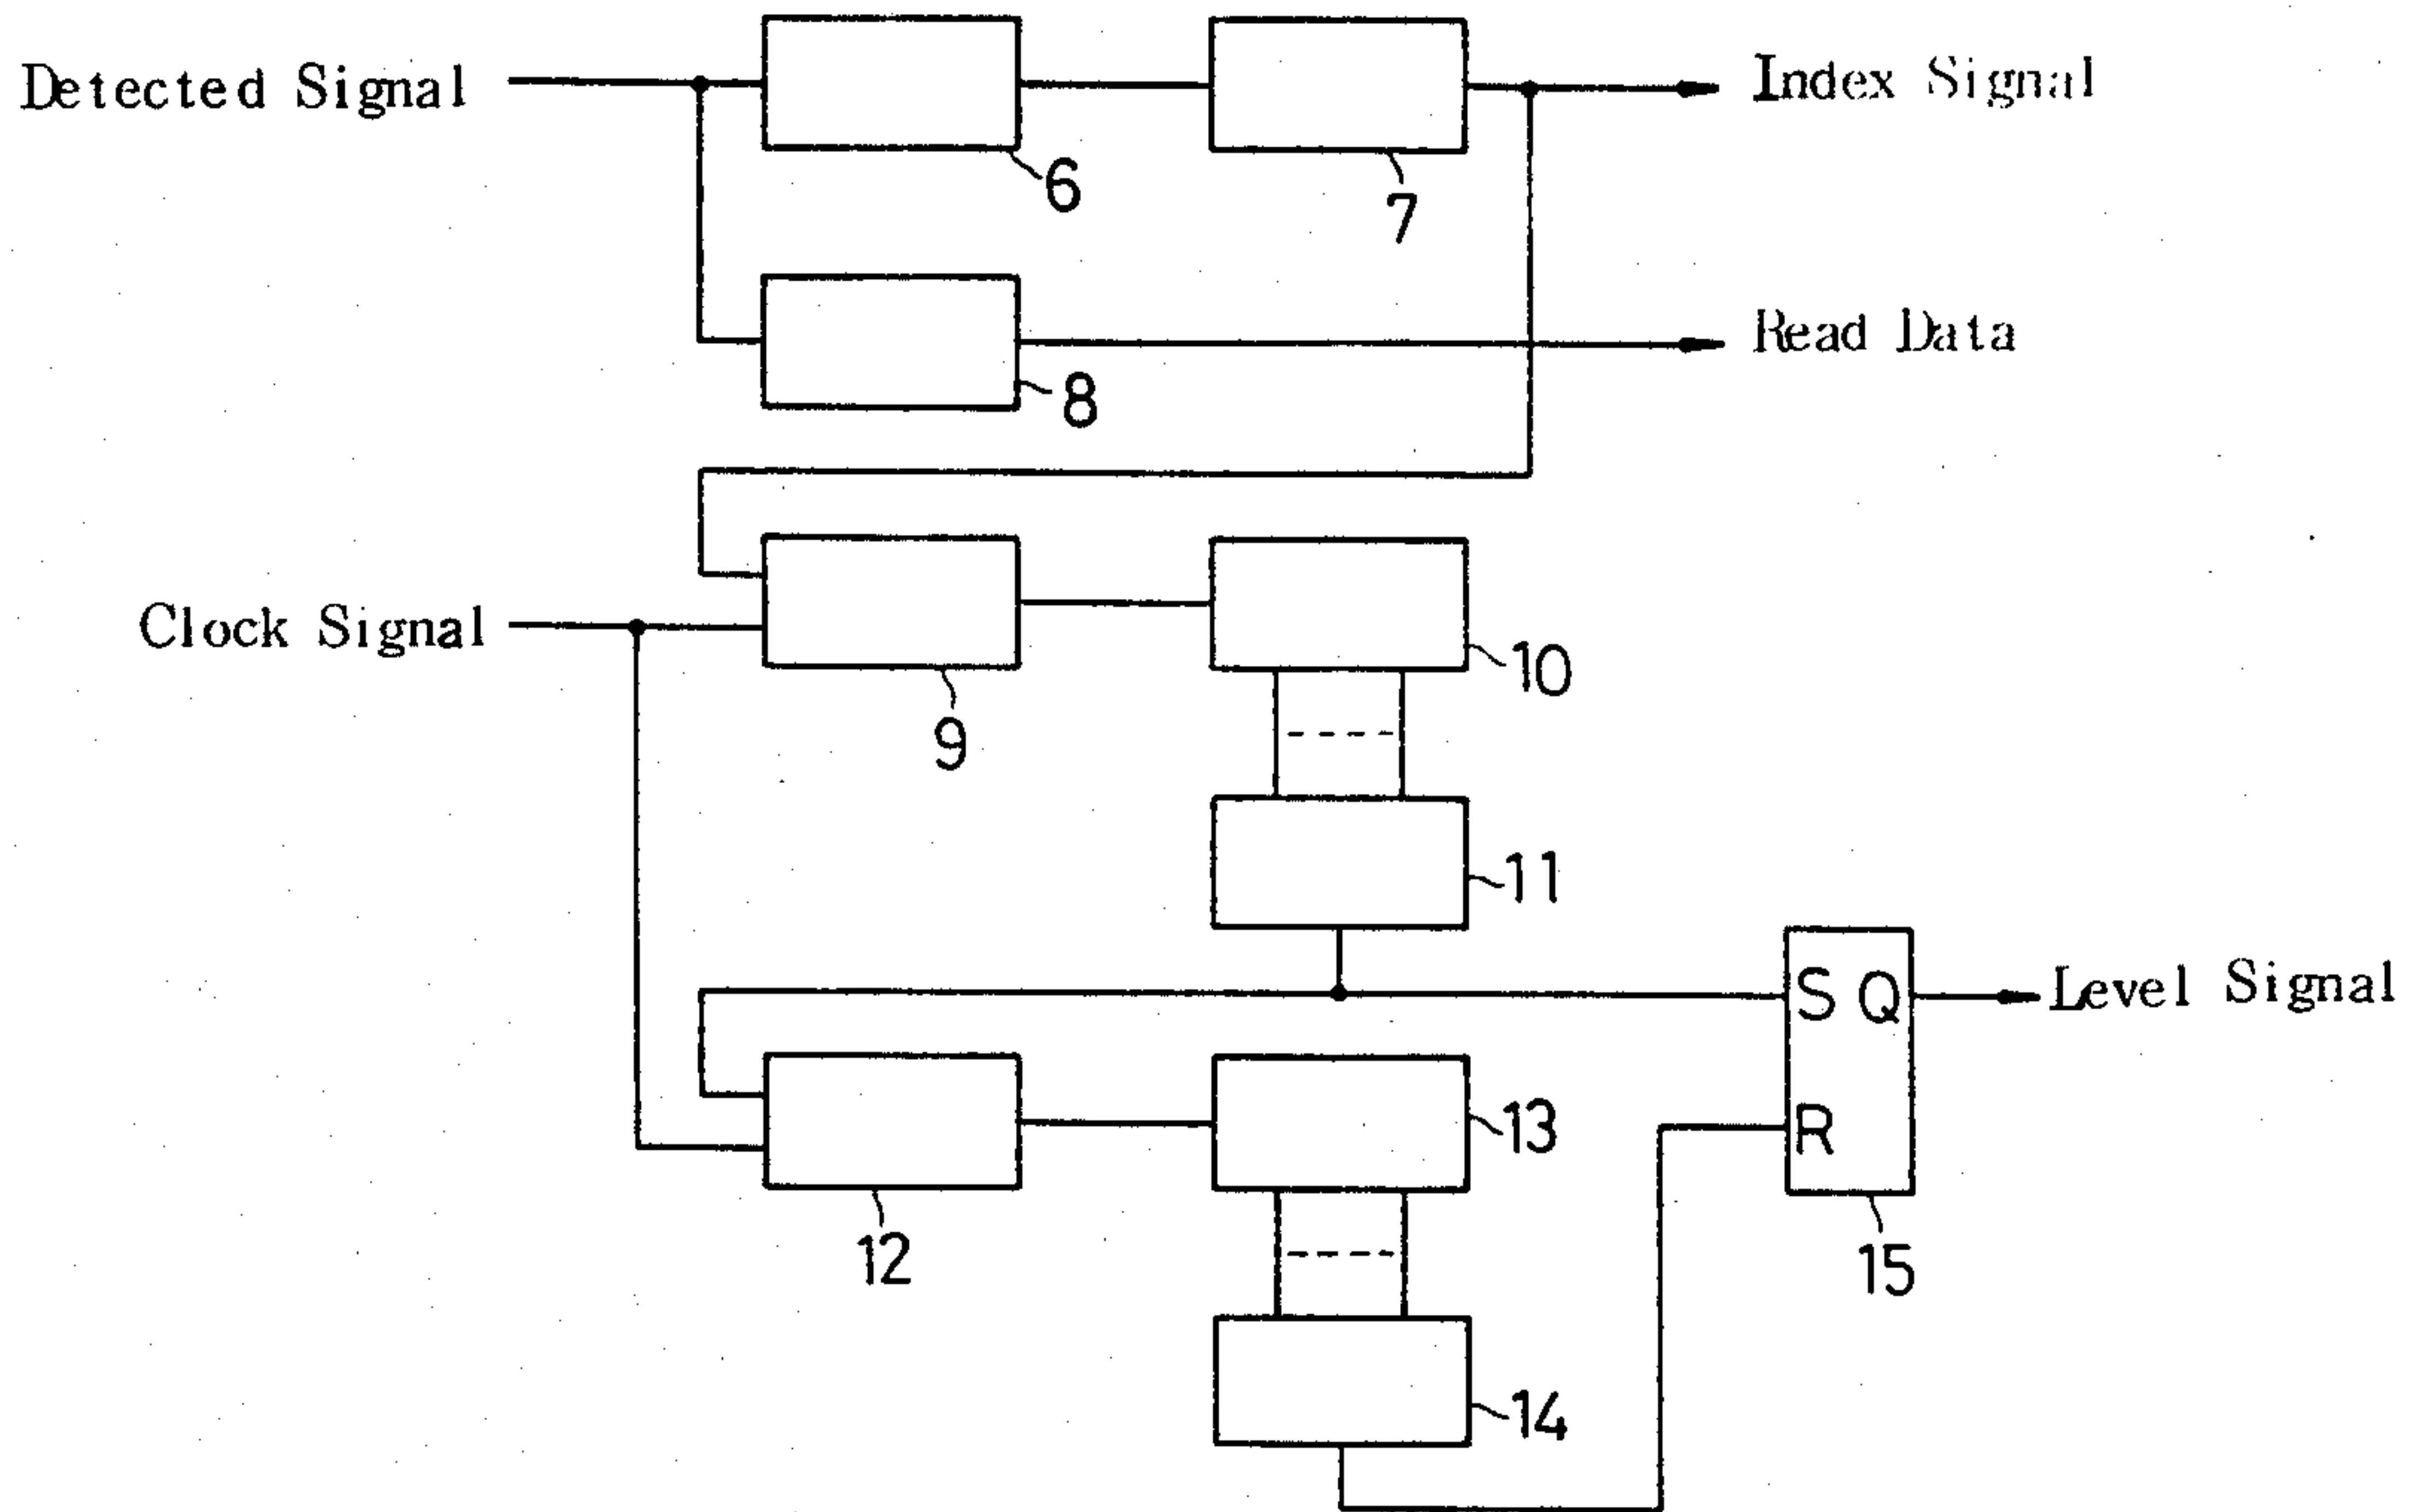 Detected Signal
Index Signal
6
7
Read Data
8
Clock Signal
10
9
11
S Q
Level Signal
R
13
12
15
14